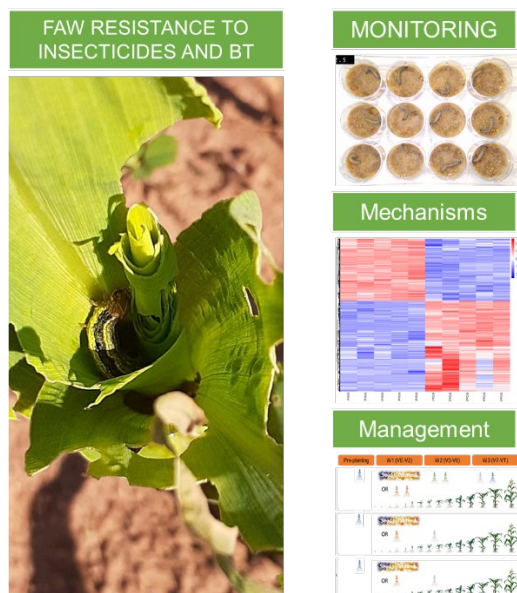 FAW RESISTANCE TO
INSECTICIDES AND BT
MONITORING
Mechanisms
Management
Pre-planting
W1 (VE-V2)
W2 (V3-V6)
W3 (V7-VT)
OR
OR
OR